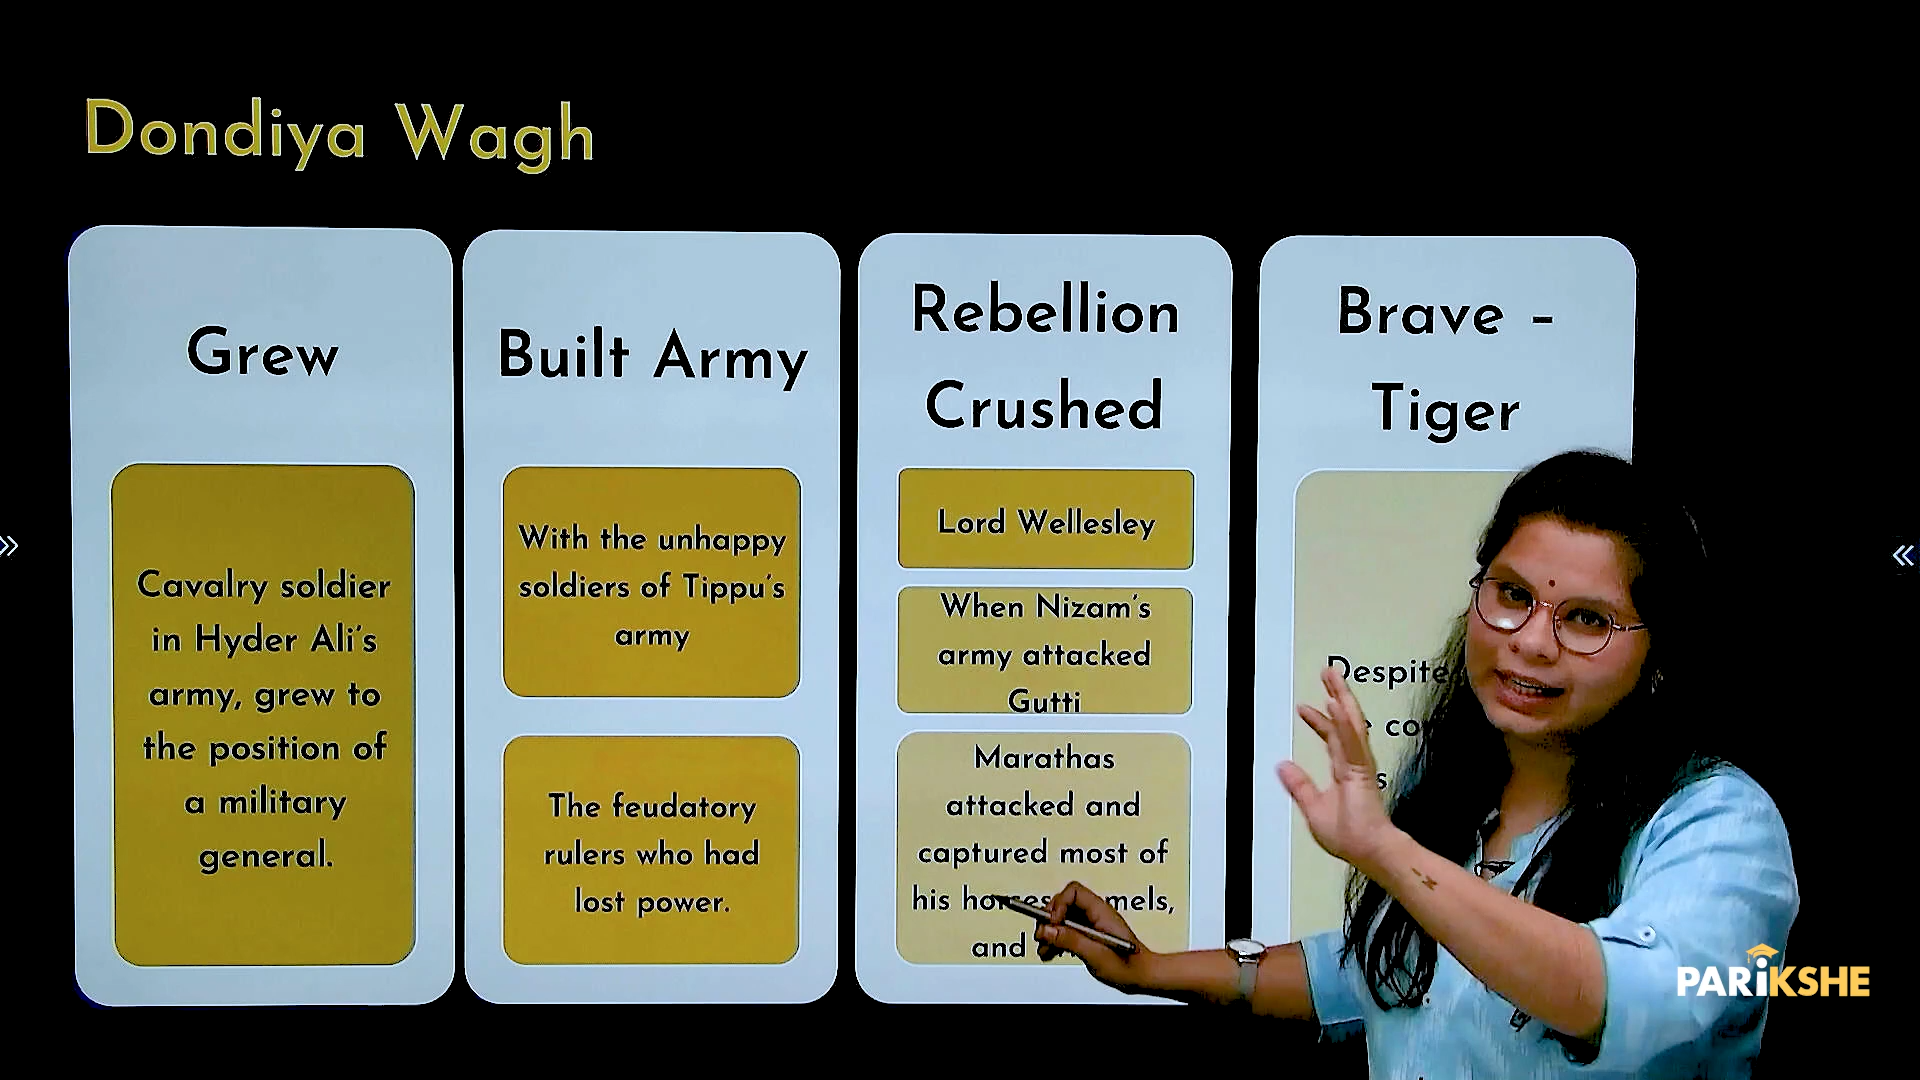 Dondiya Wagh
Grew
Cavalry soldier
in Hyder Ali's
army, grew to
the position of
a military
general.
Built Army
With the unhappy
soldiers of Tippu's
army
The feudatory
rulers who had
lost power.
Rebellion
Crushed
Lord Wellesley
When Nizam's
army attacked
Gutti
Marathas
attacked and
captured most of
his horses,
and
Brave -
Tiger
Despite
PARIKSHE